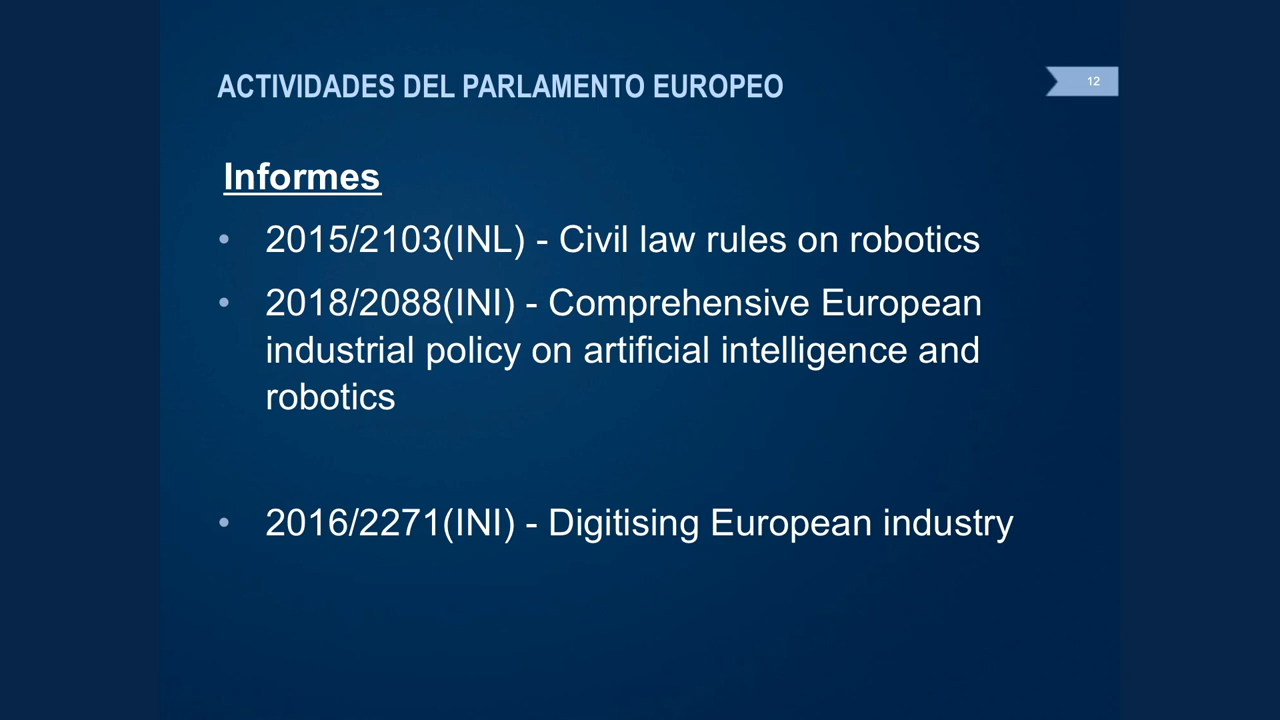 ACTIVIDADES DEL PARLAMENTO EUROPEO
12
Informes
• 2015/2103(INL) - Civil law rules on robotics
• 2018/2088(INI) - Comprehensive European
industrial policy on artificial intelligence and
robotics
• 2016/2271(INI) - Digitising European industry